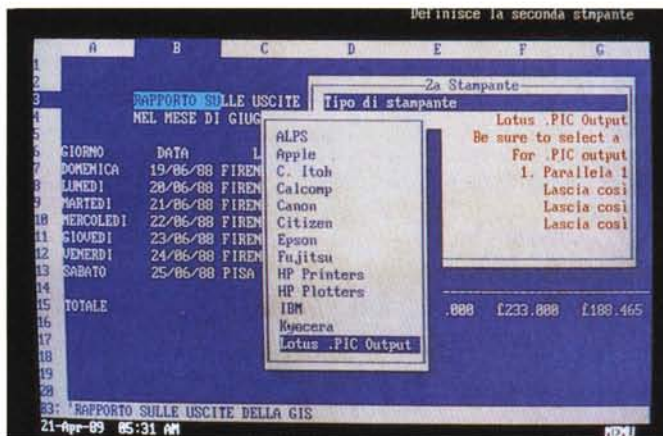 Definisce la seconda stmpante
A B C D E F G
1
2
2a Stampante
3 RAPPORTO SULLE USCITE Tipo di stampante
4 NEL MESE DI GIUG Lotus .PIC Output
5 ALPS Be sure to select a
6 GIORNO DATA L Apple For .PIC output
7 DOMENICA 19/06/88 FIREN C. Itoh 1. Parallela 1
8 LUNEDI 20/06/88 FIREN Calcomp Lascia così
9 MARTEDI 21/06/88 FIREN Canon Lascia così
10 MERCOLEDI 22/06/88 FIREN Citizen Lascia così
11 GIOVEDI 23/06/88 FIREN Epson
12 VENERDI 24/06/88 FIREN Fujitsu
13 SABATO 25/06/88 PISA HP Printers
14 HP Plotters
15 TOTALE IBM .000 £233.000 £188.465
16 Kyocera
17 Lotus .PIC Output
18
19
20
B3: 'RAPPORTO SULLE USCITE DELLA GIS
21-Apr-89 05:31 AM MENU